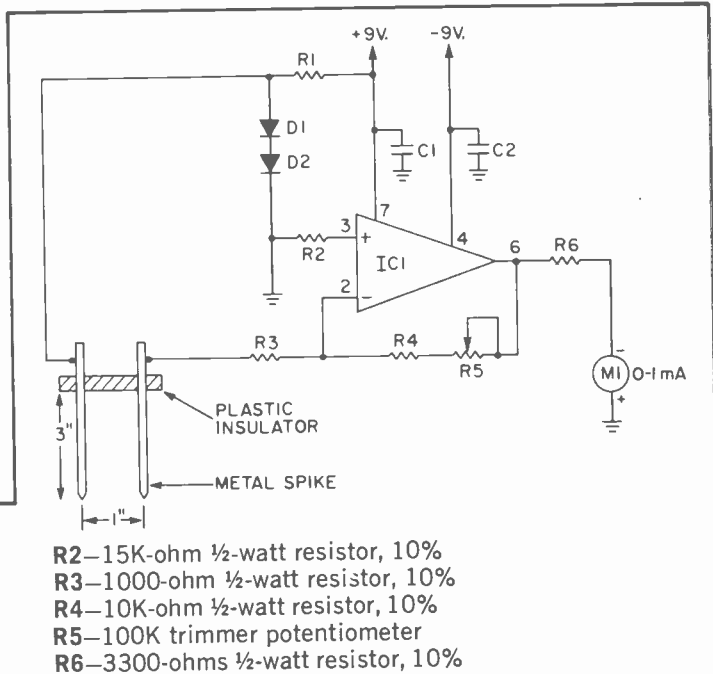 +9V. -9V.
R1
D1
D2
C1 C2
7
3
+
R2
IC1
4
6
R6
2
−
R3
R4
R5
−
M1 0-1mA
+
PLASTIC
INSULATOR
3"
METAL SPIKE
1"
R2—15K-ohm ½-watt resistor, 10%
R3—1000-ohm ½-watt resistor, 10%
R4—10K-ohm ½-watt resistor, 10%
R5—100K trimmer potentiometer
R6—3300-ohms ½-watt resistor, 10%